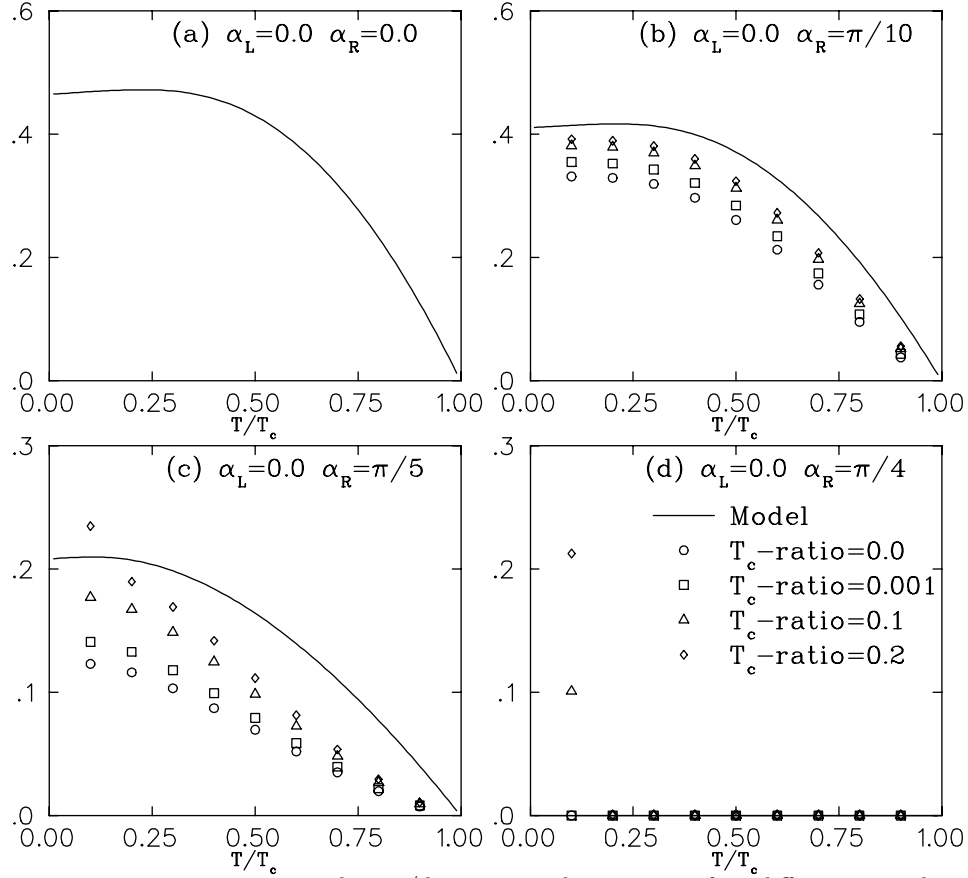 (a) α_L=0.0 α_R=0.0
.6
.4
.2
.0
0.00 0.25 0.50 0.75 1.00
T/T_c
(b) α_L=0.0 α_R=π/10
.6
.4
.2
.0
0.00 0.25 0.50 0.75 1.00
T/T_c
(c) α_L=0.0 α_R=π/5
.3
.2
.1
.0
0.00 0.25 0.50 0.75 1.00
T/T_c
(d) α_L=0.0 α_R=π/4
Model
T_c-ratio=0.0
T_c-ratio=0.001
T_c-ratio=0.1
T_c-ratio=0.2
.3
.2
.1
.0
0.00 0.25 0.50 0.75 1.00
T/T_c